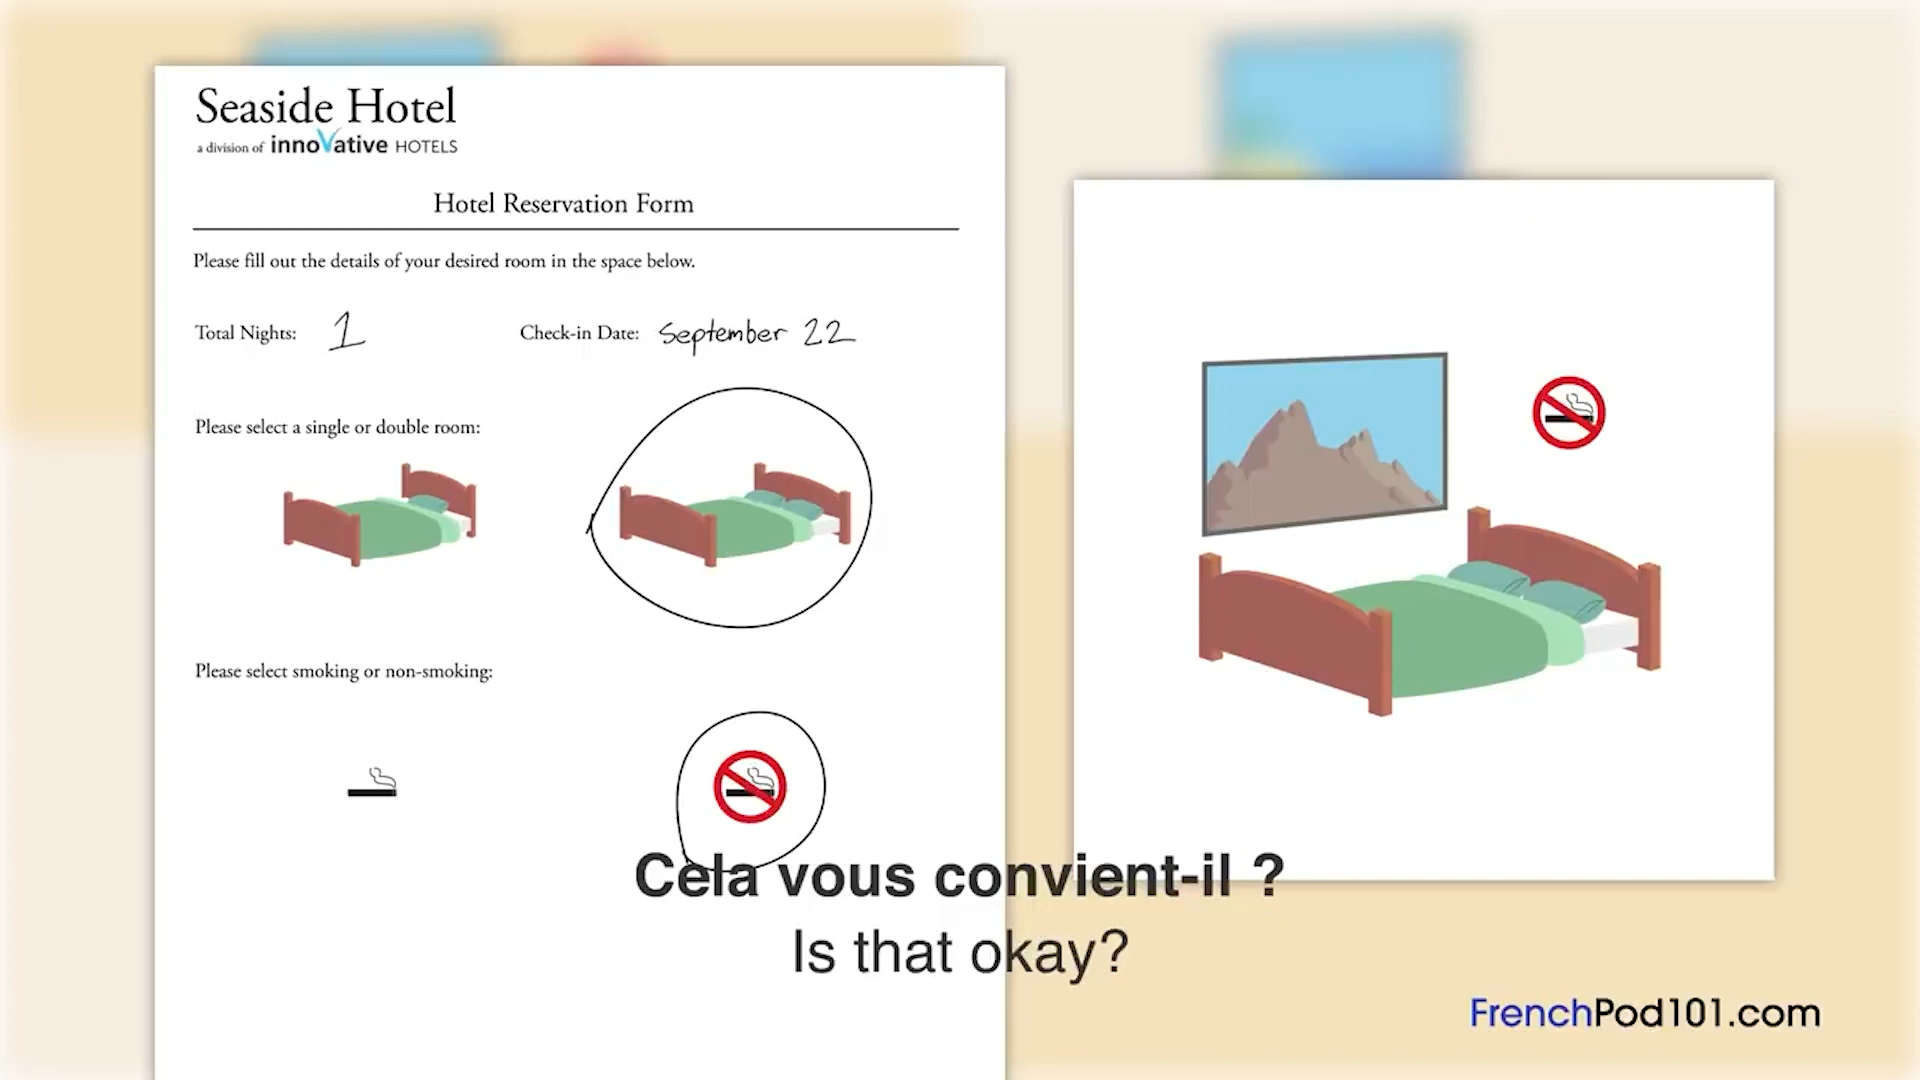 Seaside Hotel
a division of innovative HOTELS
Hotel Reservation Form
Please fill out the details of your desired room in the space below.
Total Nights: 1 Check-in Date: September 22
Please select a single or double room:
Please select smoking or non-smoking:
Cela vous convient-il ?
Is that okay?
FrenchPod101.com